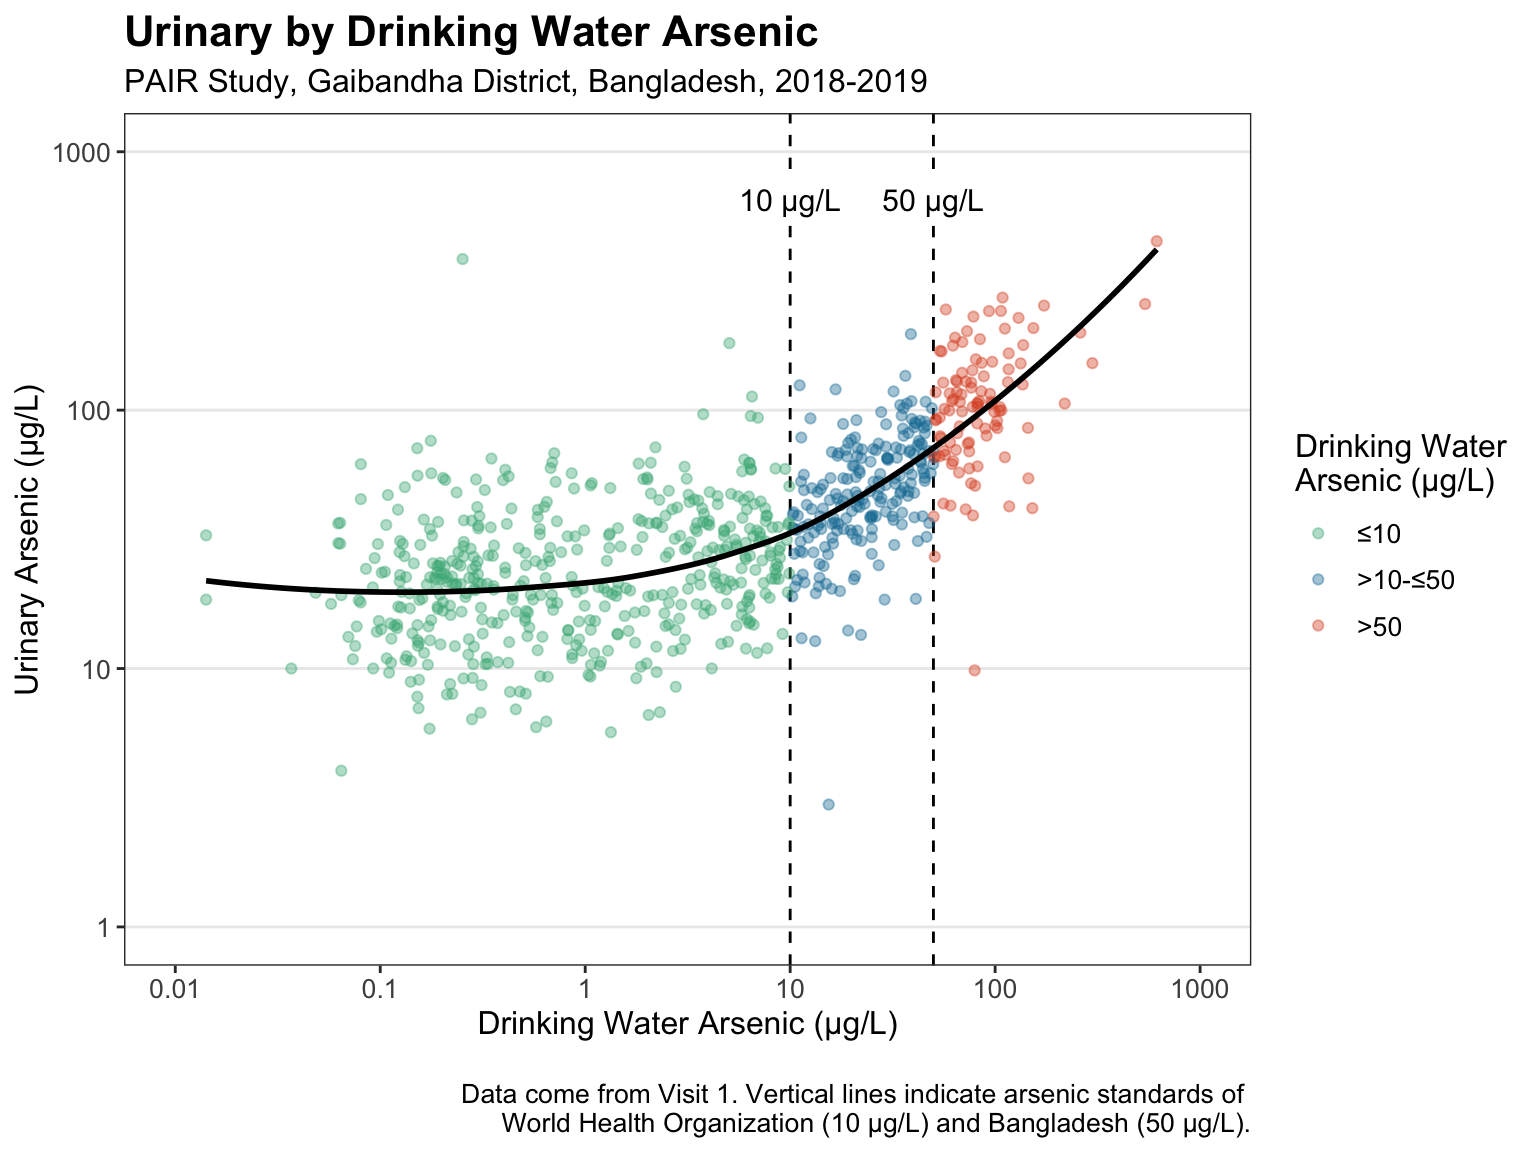 Urinary by Drinking Water Arsenic
PAIR Study, Gaibandha District, Bangladesh, 2018-2019
Urinary Arsenic (µg/L)
1000
100
10
1
10 µg/L
50 µg/L
0.01
0.1
1
10
100
1000
Drinking Water Arsenic (µg/L)
Drinking Water
Arsenic (µg/L)
≤10
>10-≤50
>50
Data come from Visit 1. Vertical lines indicate arsenic standards of
World Health Organization (10 µg/L) and Bangladesh (50 µg/L).